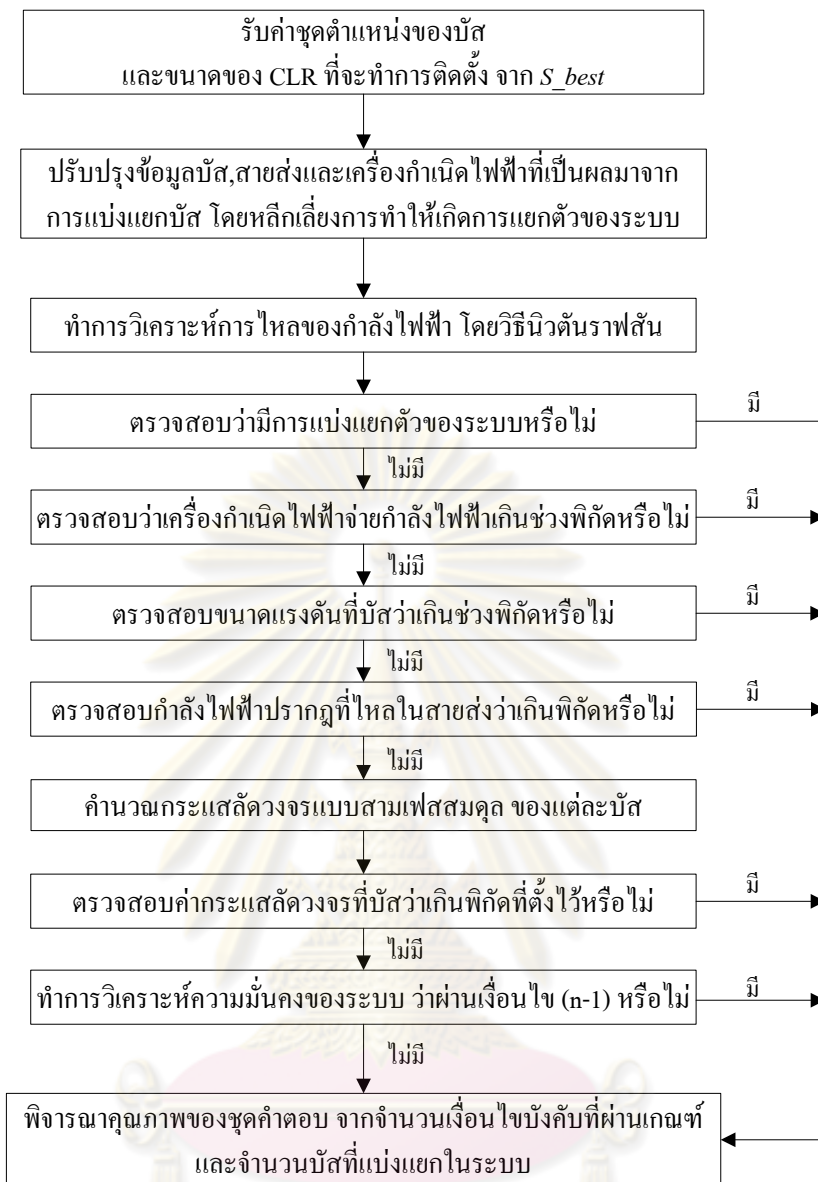 รับค่าชุดตำแหน่งของบัส
และขนาดของ CLR ที่จะทำการติดตั้ง จาก S_best
ปรับปรุงข้อมูลบัส,สายส่งและเครื่องกำเนิดไฟฟ้าที่เป็นผลมาจาก
การแบ่งแยกบัส โดยหลีกเลี่ยงการทำให้เกิดการแยกตัวของระบบ
ทำการวิเคราะห์การไหลของกำลังไฟฟ้า โดยวิธีนิวตันราฟสัน
ตรวจสอบว่ามีการแบ่งแยกตัวของระบบหรือไม่
มี
ไม่มี
ตรวจสอบว่าเครื่องกำเนิดไฟฟ้าจ่ายกำลังไฟฟ้าเกินช่วงพิกัดหรือไม่
มี
ไม่มี
ตรวจสอบขนาดแรงดันที่บัสว่าเกินช่วงพิกัดหรือไม่
มี
ไม่มี
ตรวจสอบกำลังไฟฟ้าปรากฎที่ไหลในสายส่งว่าเกินพิกัดหรือไม่
มี
ไม่มี
คำนวณกระแสลัดวงจรแบบสามเฟสสมดุล ของแต่ละบัส
ตรวจสอบค่ากระแสลัดวงจรที่บัสว่าเกินพิกัดที่ตั้งไว้หรือไม่
มี
ไม่มี
ทำการวิเคราะห์ความมั่นคงของระบบ ว่าผ่านเงื่อนไข (n-1) หรือไม่
มี
ไม่มี
พิจารณาคุณภาพของชุดคำตอบ จากจำนวนเงื่อนไขบังคับที่ผ่านเกณฑ์
และจำนวนบัสที่แบ่งแยกในระบบ